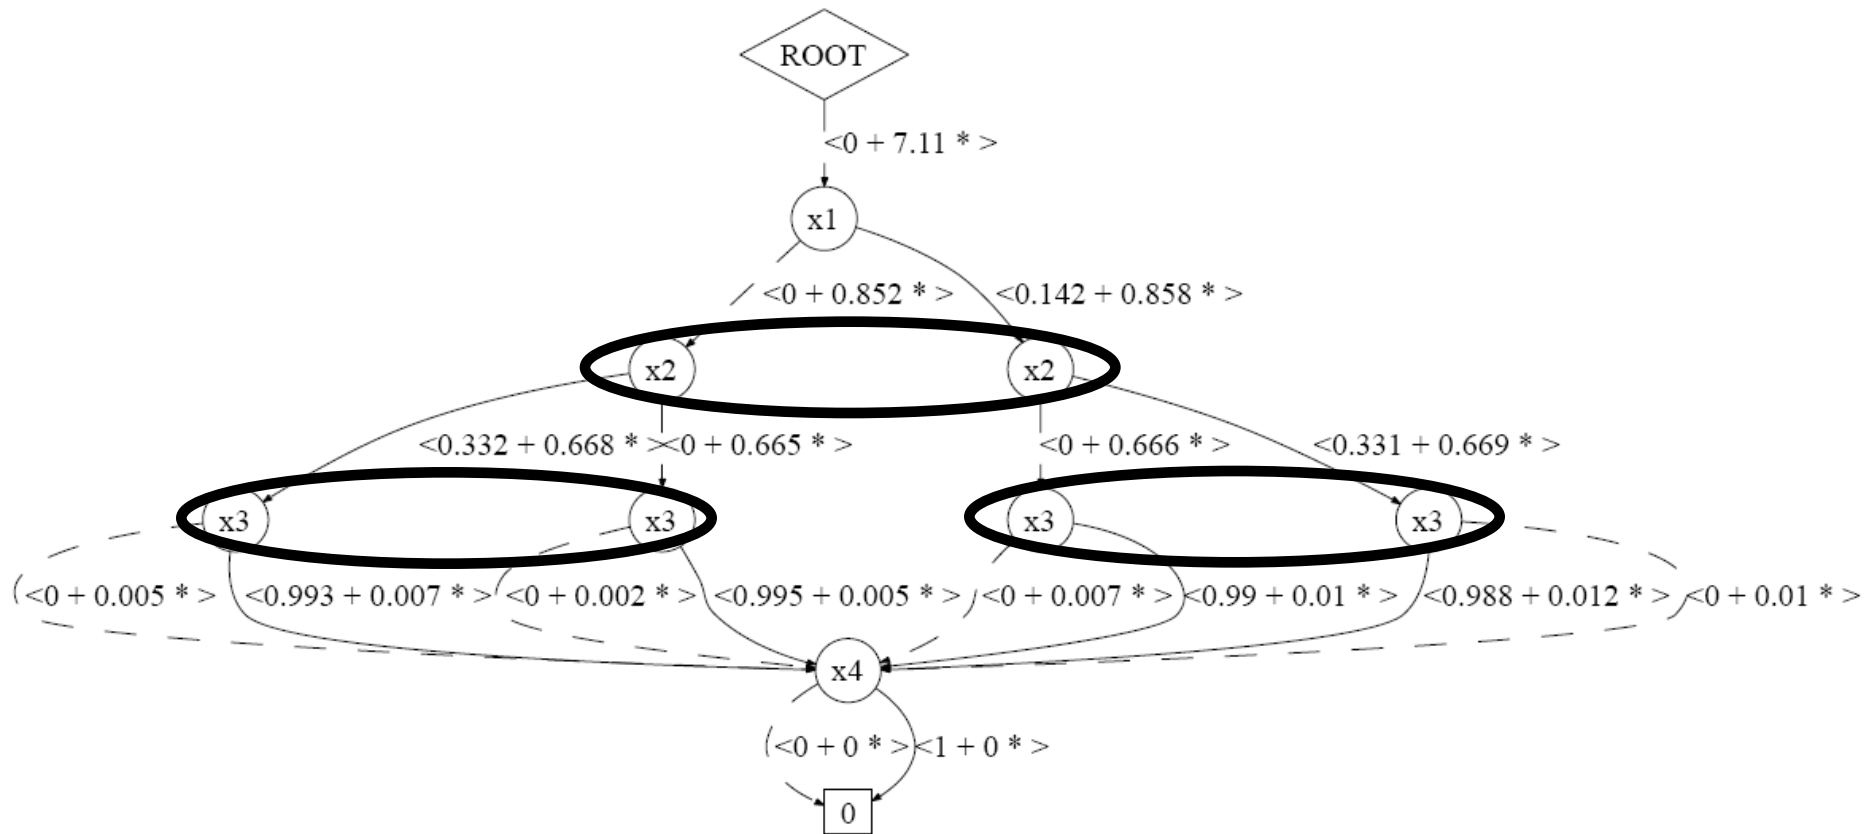 ROOT
<0 + 7.11 * >
x1
<0 + 0.852 * > <0.142 + 0.858 * >
x2 x2
<0.332 + 0.668 * > <0 + 0.665 * > <0 + 0.666 * > <0.331 + 0.669 * >
x3 x3 x3 x3
<0 + 0.005 * > <0.993 + 0.007 * > <0 + 0.002 * > <0.995 + 0.005 * > <0 + 0.007 * > <0.99 + 0.01 * > <0.988 + 0.012 * > <0 + 0.01 * >
x4
<0 + 0 * > <1 + 0 * >
0